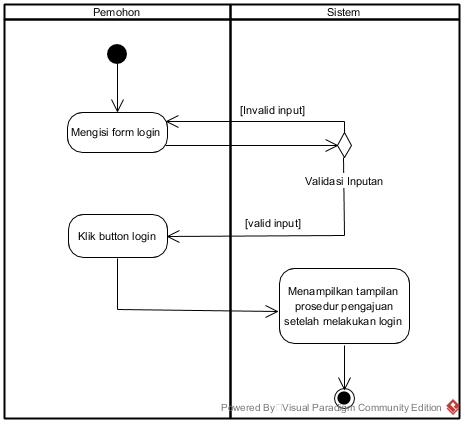 Pemohon
Sistem
[Invalid input]
Mengisi form login
Validasi Inputan
[valid input]
Klik button login
Menampilkan tampilan
prosedur pengajuan
setelah melakukan login
Powered By Visual Paradigm Community Edition